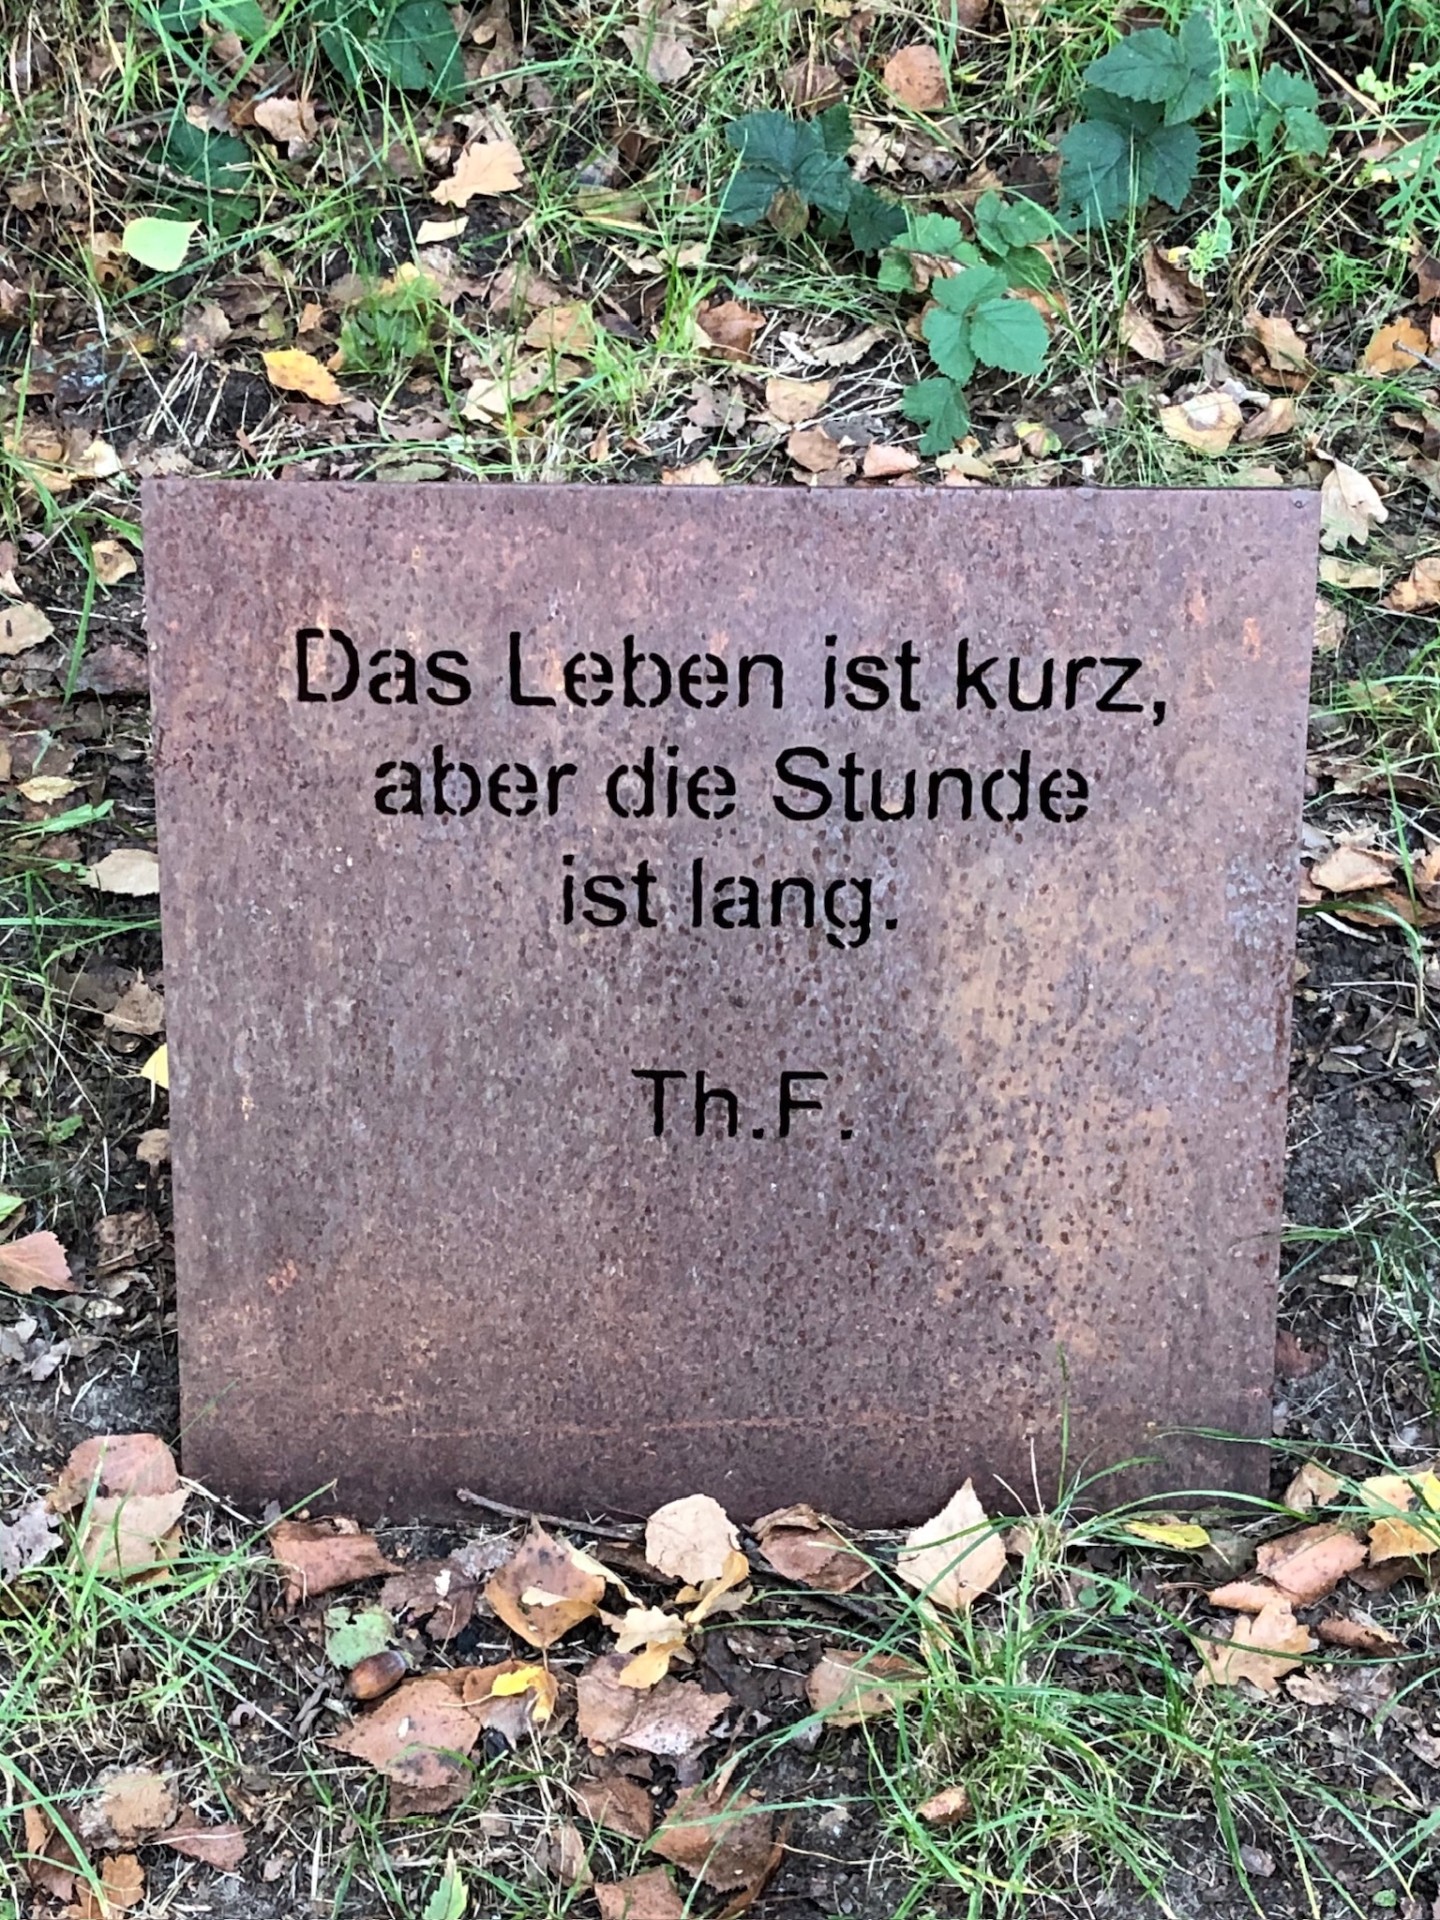 Das Leben ist kurz,
aber die Stunde
ist lang.
Th.F.